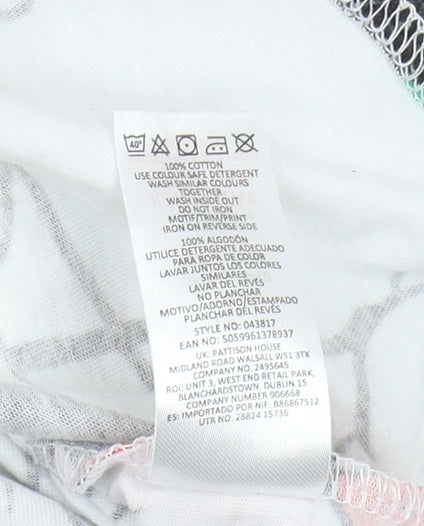 40°
100% COTTON
USE COLOUR SAFE DETERGENT
WASH SIMILAR COLOURS
TOGETHER
WASH INSIDE OUT
DO NOT IRON
MOTIF/TRIM/PRINT
IRON ON REVERSE SIDE
100% ALGODÓN
UTILICE DETERGENTE ADECUADO
PARA ROPA DE COLOR
LAVAR JUNTOS LOS COLORES
SIMILARES
LAVAR DEL REVÉS
NO PLANCHAR
MOTIVO/ADORNO/ESTAMPADO
PLANCHAR DEL REVÉS
STYLE NO: 043817
EAN NO: 5059961378937
UK: PATTISON HOUSE
MIDLAND ROAD WALSALL WS1 3TX
COMPANY NO. 2495645
ROI: UNIT 3, WEST END RETAIL PARK,
BLANCHARDSTOWN, DUBLIN 15
COMPANY NUMBER 906668
ES: IMPORTADO POR NIF: B86867512
UTR NO. 28824 15736